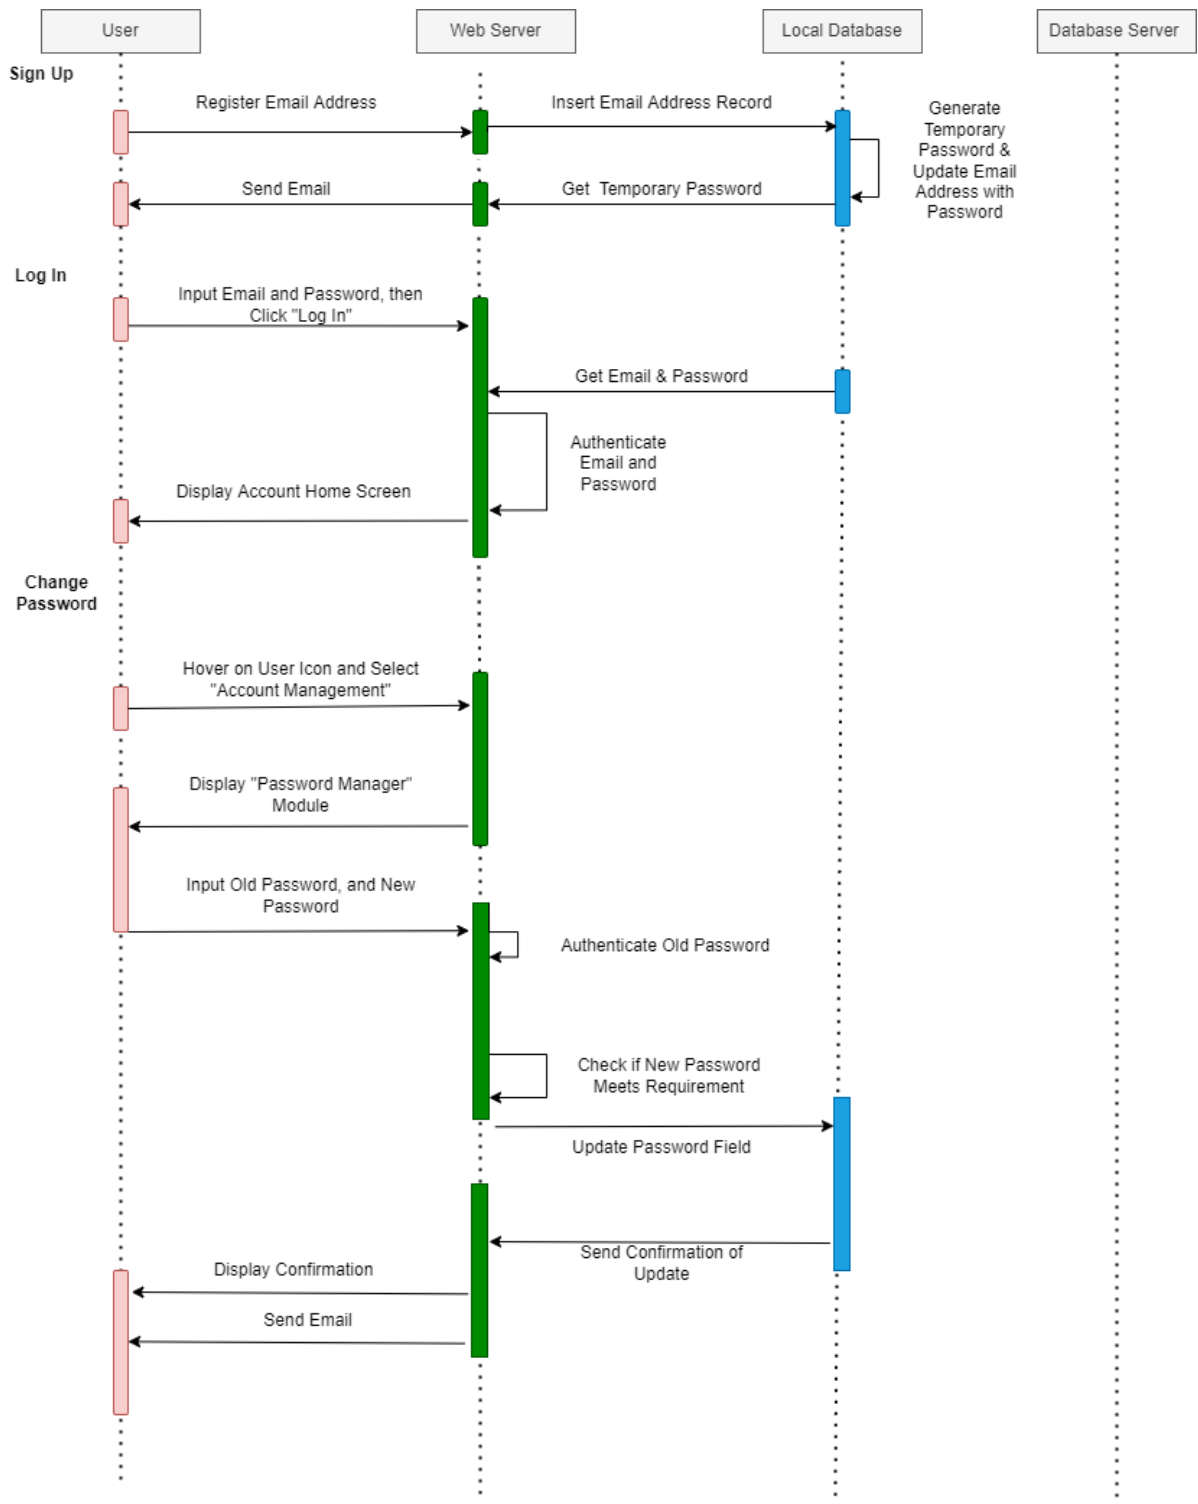 User
Web Server
Local Database
Database Server
Sign Up
Register Email Address
Insert Email Address Record
Generate
Temporary
Password &
Update Email
Address with
Password
Send Email
Get Temporary Password
Log In
Input Email and Password, then
Click "Log In"
Get Email & Password
Authenticate
Email and
Password
Display Account Home Screen
Change
Password
Hover on User Icon and Select
"Account Management"
Display "Password Manager"
Module
Input Old Password, and New
Password
Authenticate Old Password
Check if New Password
Meets Requirement
Update Password Field
Send Confirmation of
Update
Display Confirmation
Send Email